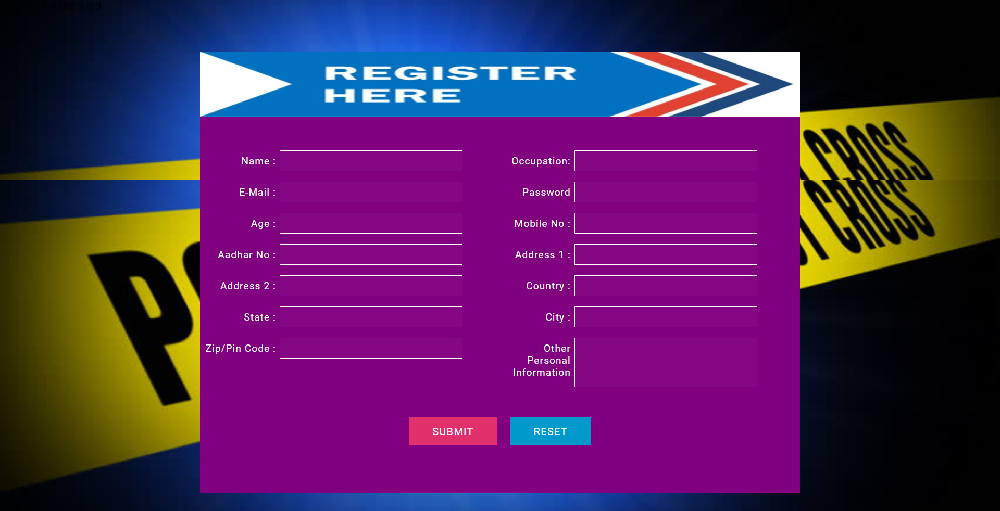 HERE 3793
REGISTER
HERE
Name :
Occupation:
E-Mail :
Password
Age :
Mobile No :
Aadhar No :
Address 1 :
Address 2 :
Country :
State :
City :
Zip/Pin Code :
Other
Personal
Information
SUBMIT
RESET
CROSS
CROSS